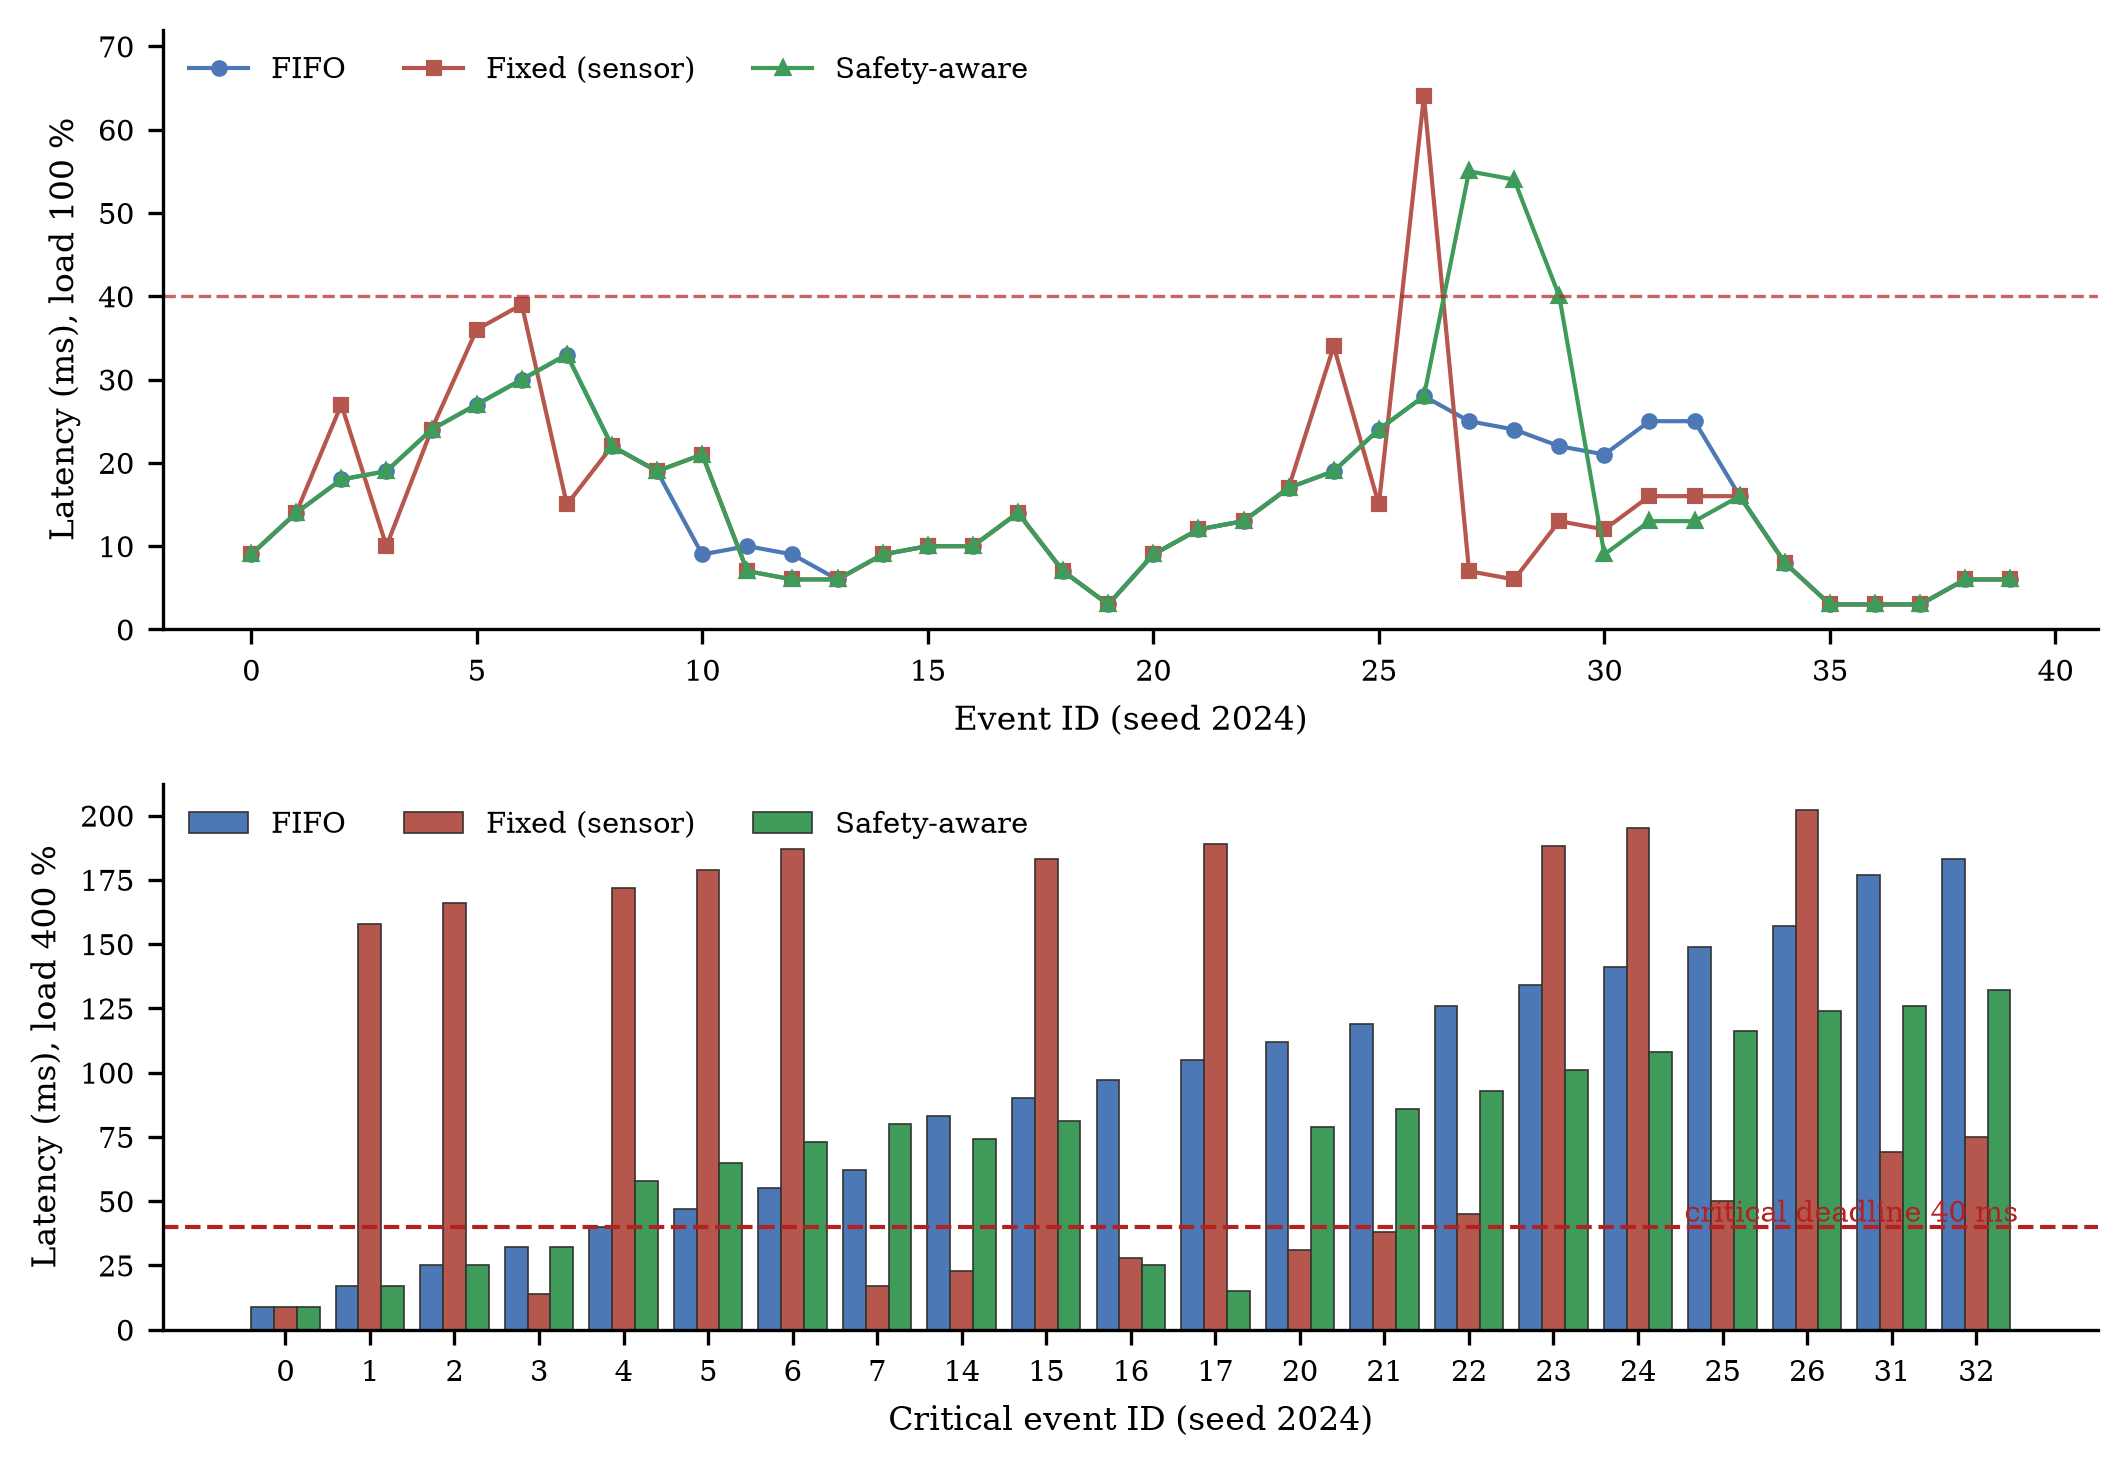 FIFO Fixed (sensor) Safety-aware
Latency (ms), load 100 %
70
60
50
40
30
20
10
0
0 5 10 15 20 25 30 35 40
Event ID (seed 2024)
FIFO Fixed (sensor) Safety-aware
Latency (ms), load 400 %
200
175
150
125
100
75
50
25
0
critical deadline 40 ms
0 1 2 3 4 5 6 7 14 15 16 17 20 21 22 23 24 25 26 31 32
Critical event ID (seed 2024)